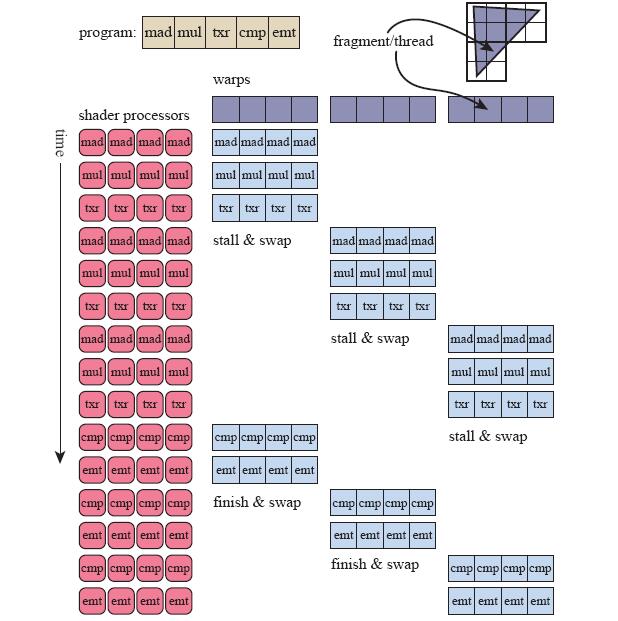 program: mad mul txr cmp emt
fragment/thread
warps
shader processors
time
mad mad mad mad mad mad mad mad
mul mul mul mul mul mul mul mul
txr txr txr txr txr txr txr txr
mad mad mad mad stall & swap mad mad mad mad
mul mul mul mul mul mul mul mul
txr txr txr txr txr txr txr txr
mad mad mad mad stall & swap mad mad mad mad
mul mul mul mul mul mul mul mul
txr txr txr txr txr txr txr txr
cmp cmp cmp cmp cmp cmp cmp cmp stall & swap
emt emt emt emt emt emt emt emt
cmp cmp cmp cmp finish & swap cmp cmp cmp cmp
emt emt emt emt emt emt emt emt
cmp cmp cmp cmp finish & swap cmp cmp cmp cmp
emt emt emt emt emt emt emt emt